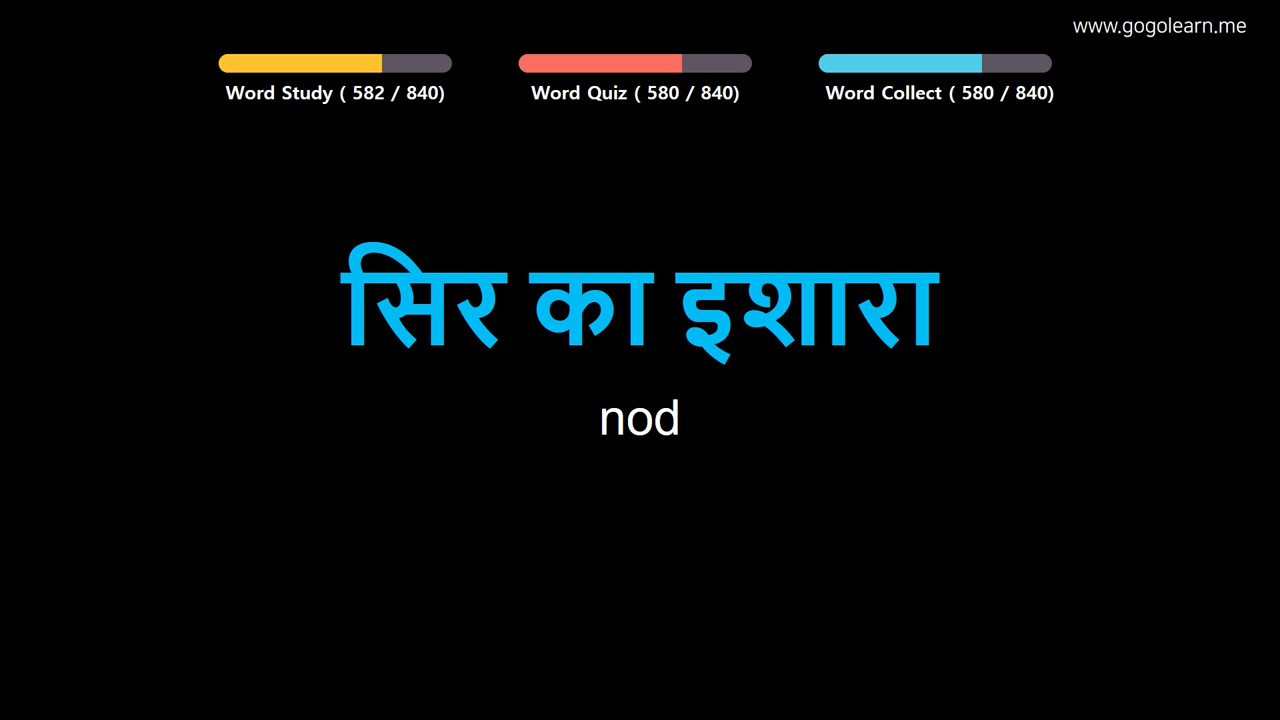 www.gogolearn.me
Word Study ( 582 / 840)
Word Quiz ( 580 / 840)
Word Collect ( 580 / 840)
सिर का इशारा
nod